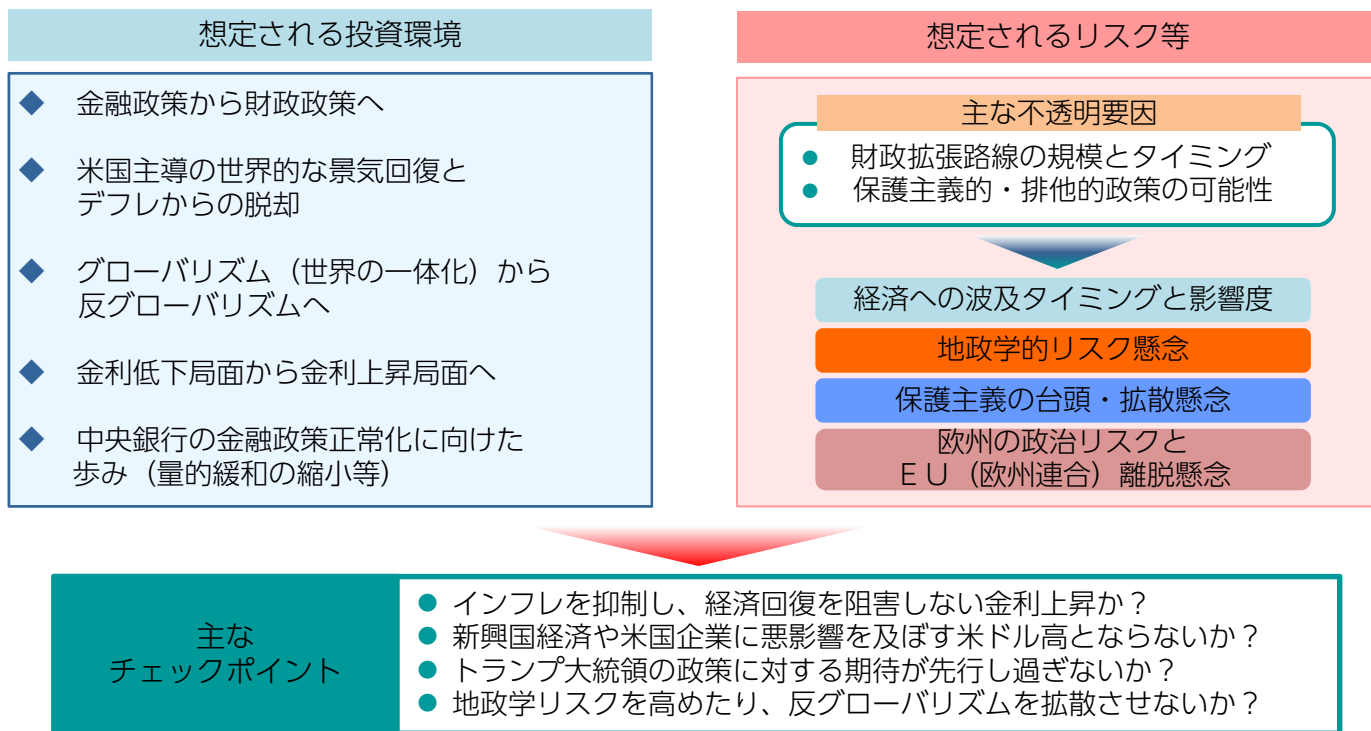 想定される投資環境
◆ 金融政策から財政政策へ
◆ 米国主導の世界的な景気回復と
デフレからの脱却
◆ グローバリズム（世界の一体化）から
反グローバリズムへ
◆ 金利低下局面から金利上昇局面へ
◆ 中央銀行の金融政策正常化に向けた
歩み（量的緩和の縮小等）
想定されるリスク等
主な不透明要因
● 財政拡張路線の規模とタイミング
● 保護主義的・排他的政策の可能性
経済への波及タイミングと影響度
地政学的リスク懸念
保護主義の台頭・拡散懸念
欧州の政治リスクと
ＥＵ（欧州連合）離脱懸念
主な
チェックポイント
● インフレを抑制し、経済回復を阻害しない金利上昇か？
● 新興国経済や米国企業に悪影響を及ぼす米ドル高とならないか？
● トランプ大統領の政策に対する期待が先行し過ぎないか？
● 地政学リスクを高めたり、反グローバリズムを拡散させないか？